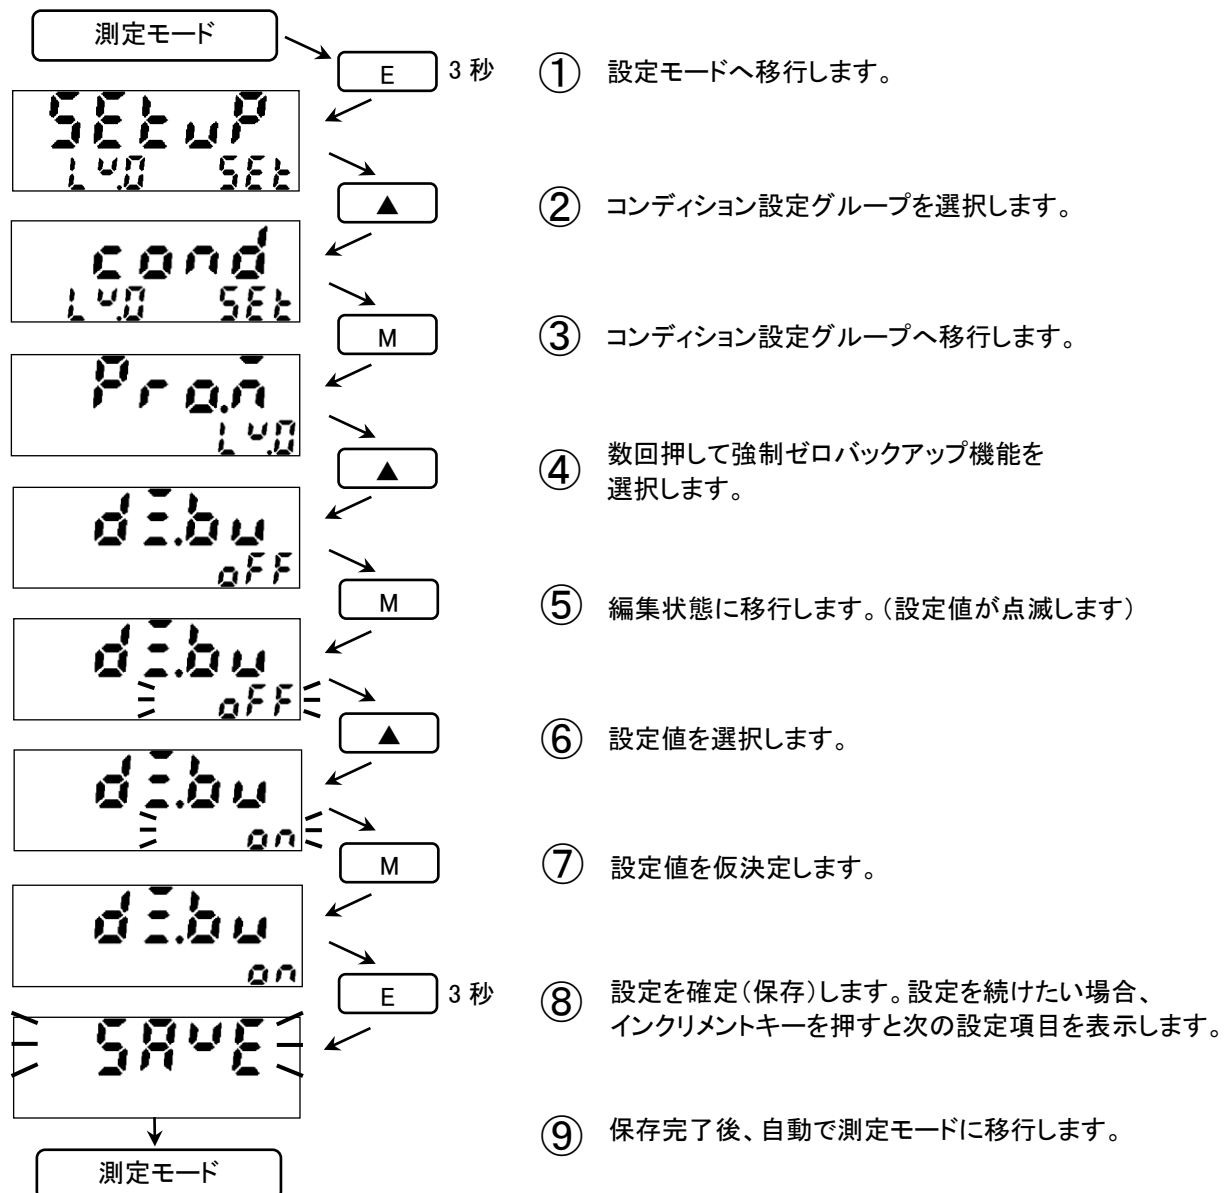 測定モード
E 3 秒 ① 設定モードへ移行します。
SEtuP
Lv.0 SEt
▲ ② コンディション設定グループを選択します。
cond
Lv.0 SEt
M ③ コンディション設定グループへ移行します。
Pro.m
Lv.0
▲ ④ 数回押して強制ゼロバックアップ機能を
選択します。
dZ.bu
oFF
M ⑤ 編集状態に移行します。（設定値が点滅します）
dZ.bu
oFF
▲ ⑥ 設定値を選択します。
dZ.bu
on
M ⑦ 設定値を仮決定します。
dZ.bu
on
E 3 秒 ⑧ 設定を確定（保存）します。設定を続けたい場合、
インクリメントキーを押すと次の設定項目を表示します。
SAvE
⑨ 保存完了後、自動で測定モードに移行します。
測定モード